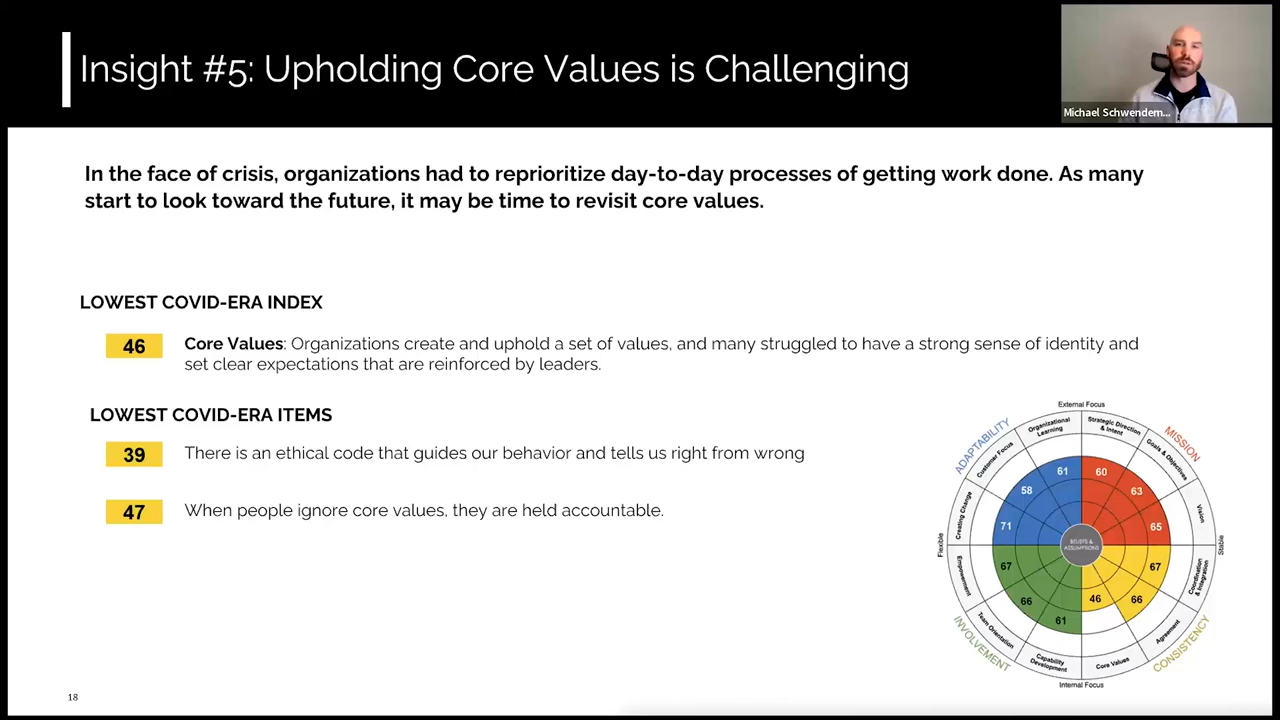 Insight #5: Upholding Core Values is Challenging
Michael Schwendem...
In the face of crisis, organizations had to reprioritize day-to-day processes of getting work done. As many
start to look toward the future, it may be time to revisit core values.
LOWEST COVID-ERA INDEX
46
Core Values: Organizations create and uphold a set of values, and many struggled to have a strong sense of identity and
set clear expectations that are reinforced by leaders.
LOWEST COVID-ERA ITEMS
39
There is an ethical code that guides our behavior and tells us right from wrong
47
When people ignore core values, they are held accountable.
External Focus
ADAPTABILITY
MISSION
Organizational
Learning
Strategic Direction
& Intent
Customer Focus
Goals & Objectives
Creating Change
Vision
61
60
58
63
71
65
Flexible
BELIEFS &
ASSUMPTIONS
Stable
67
67
66
46
66
61
Empowerment
Coordination
& Integration
Team Orientation
Agreement
Capability
Development
Core Values
INVOLVEMENT
CONSISTENCY
Internal Focus
18